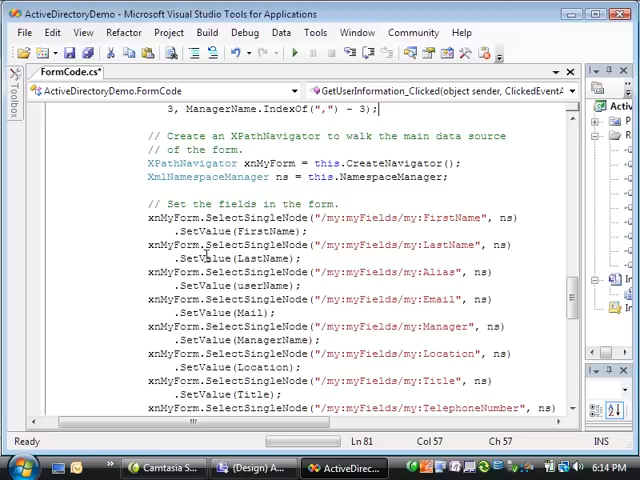 ActiveDirectoryDemo - Microsoft Visual Studio Tools for Applications
File Edit View Refactor Project Build Debug Data Tools Window Community Help
Toolbox
FormCode.cs*
ActiveDirectoryDemo.FormCode
GetUserInformation_Clicked(object sender, ClickedEventA
3, ManagerName.IndexOf(",") - 3);
// Create an XPathNavigator to walk the main data source
// of the form.
XPathNavigator xnMyForm = this.CreateNavigator();
XmlNamespaceManager ns = this.NamespaceManager;
// Set the fields in the form.
xnMyForm.SelectSingleNode("/my:myFields/my:FirstName", ns)
.SetValue(FirstName);
xnMyForm.SelectSingleNode("/my:myFields/my:LastName", ns)
.SetValue(LastName);
xnMyForm.SelectSingleNode("/my:myFields/my:Alias", ns)
.SetValue(userName);
xnMyForm.SelectSingleNode("/my:myFields/my:Email", ns)
.SetValue(Mail);
xnMyForm.SelectSingleNode("/my:myFields/my:Manager", ns)
.SetValue(ManagerName);
xnMyForm.SelectSingleNode("/my:myFields/my:Location", ns)
.SetValue(Location);
xnMyForm.SelectSingleNode("/my:myFields/my:Title", ns)
.SetValue(Title);
xnMyForm.SelectSingleNode("/my:myFields/my:TelephoneNumber", ns)
Activ
Ready
Ln 81 Col 57 Ch 57 INS
Camtasia St...
(Design) A...
ActiveDirec...
6:14 PM